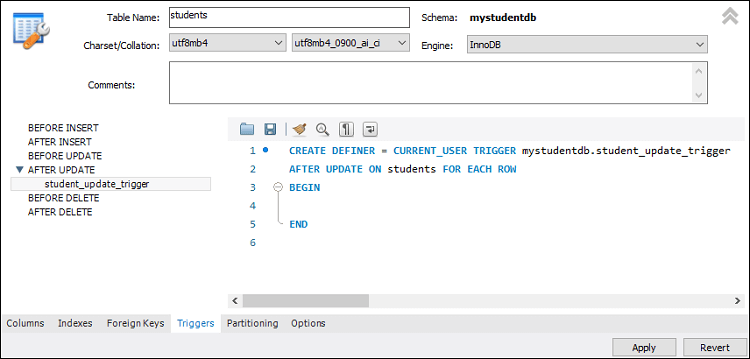 Table Name: students Schema: mystudentdb
Charset/Collation: utf8mb4 utf8mb4_0900_ai_ci Engine: InnoDB
Comments:
BEFORE INSERT
AFTER INSERT
BEFORE UPDATE
AFTER UPDATE
student_update_trigger
BEFORE DELETE
AFTER DELETE
1 CREATE DEFINER = CURRENT_USER TRIGGER mystudentdb.student_update_trigger
2 AFTER UPDATE ON students FOR EACH ROW
3 BEGIN
4
5 END
6
Columns Indexes Foreign Keys Triggers Partitioning Options
Apply Revert